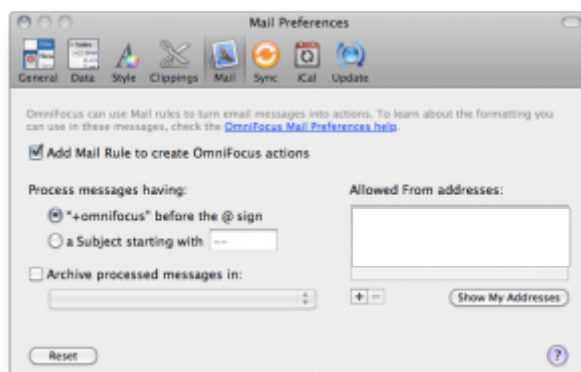 Mail Preferences
General Data Style Clippings Mail Sync iCal Update
OmniFocus can use Mail rules to turn email messages into actions. To learn about the formatting you
can use in these messages, check the OmniFocus Mail Preferences help.
Add Mail Rule to create OmniFocus actions
Process messages having:
"+omnifocus" before the @ sign
a Subject starting with --
Archive processed messages in:
Allowed From addresses:
+ −
Show My Addresses
Reset
?